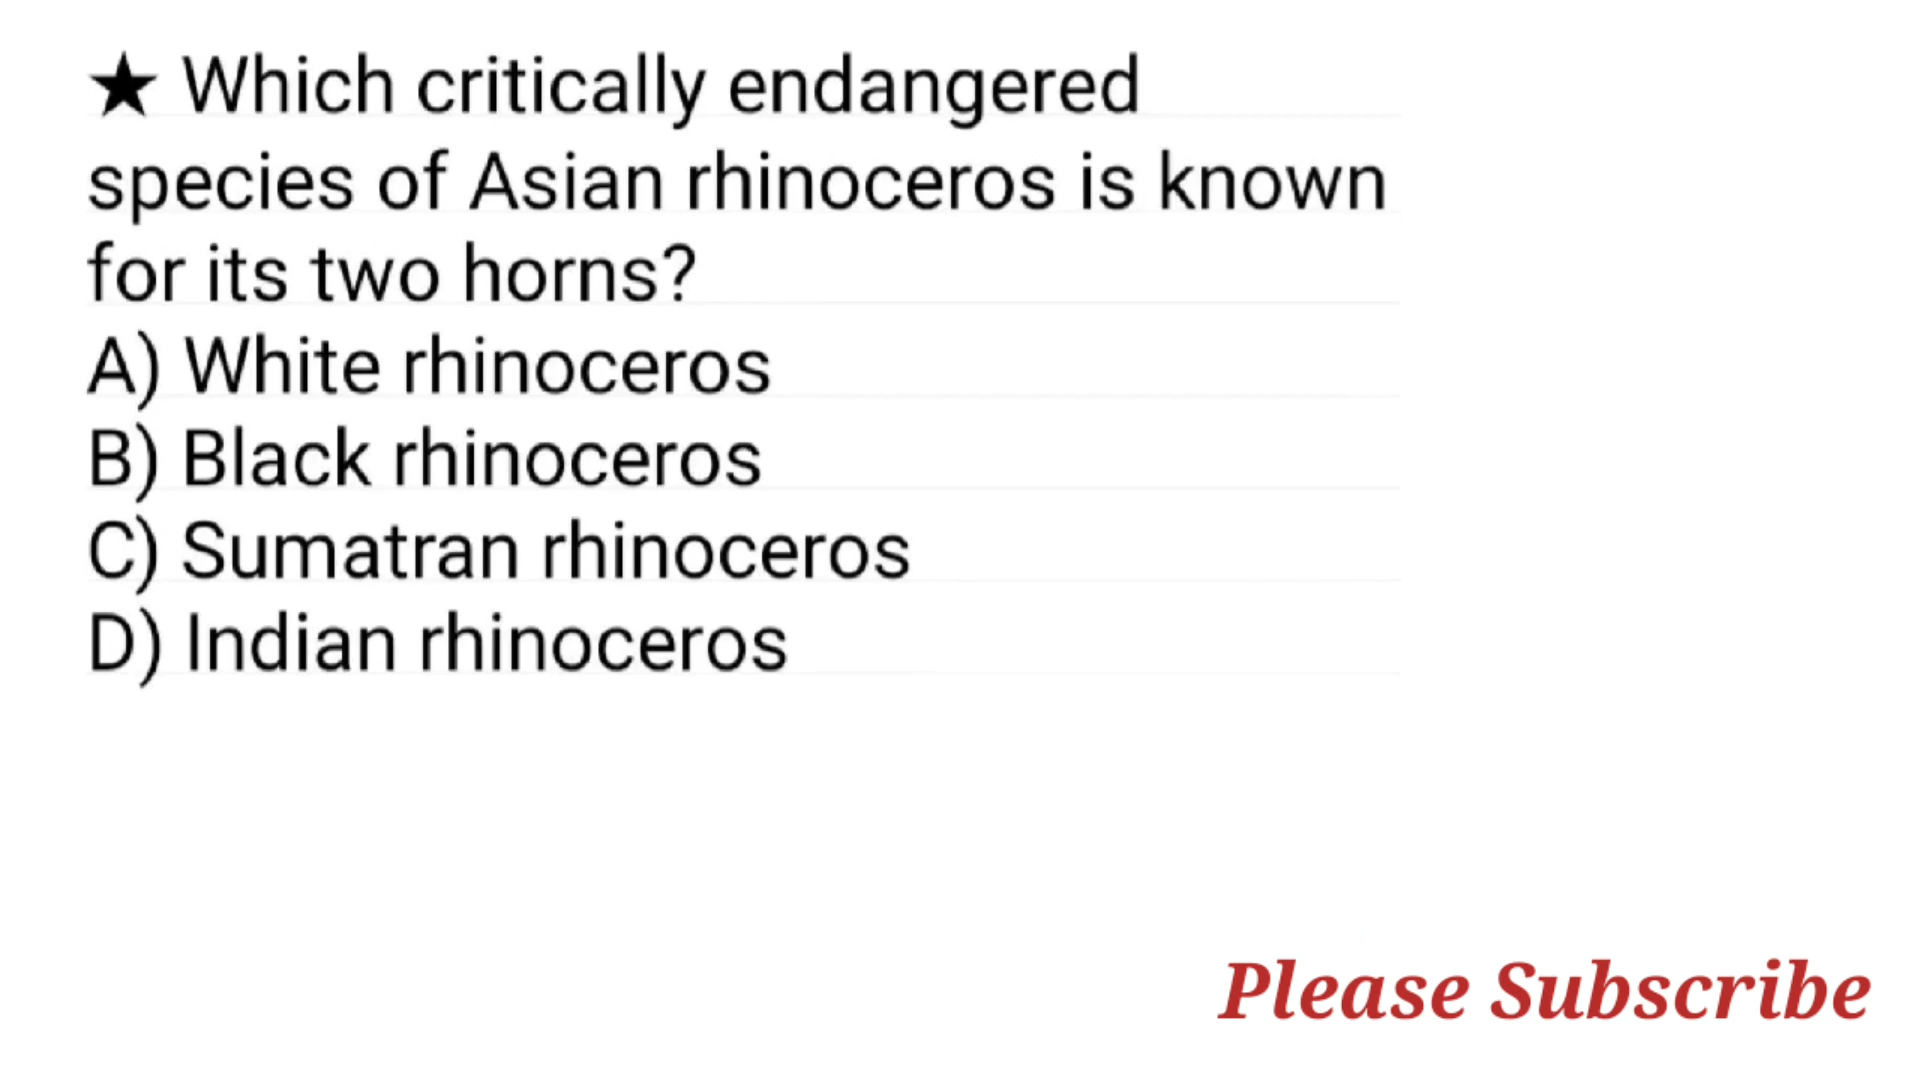 ★ Which critically endangered
species of Asian rhinoceros is known
for its two horns?
A) White rhinoceros
B) Black rhinoceros
C) Sumatran rhinoceros
D) Indian rhinoceros
Please Subscribe